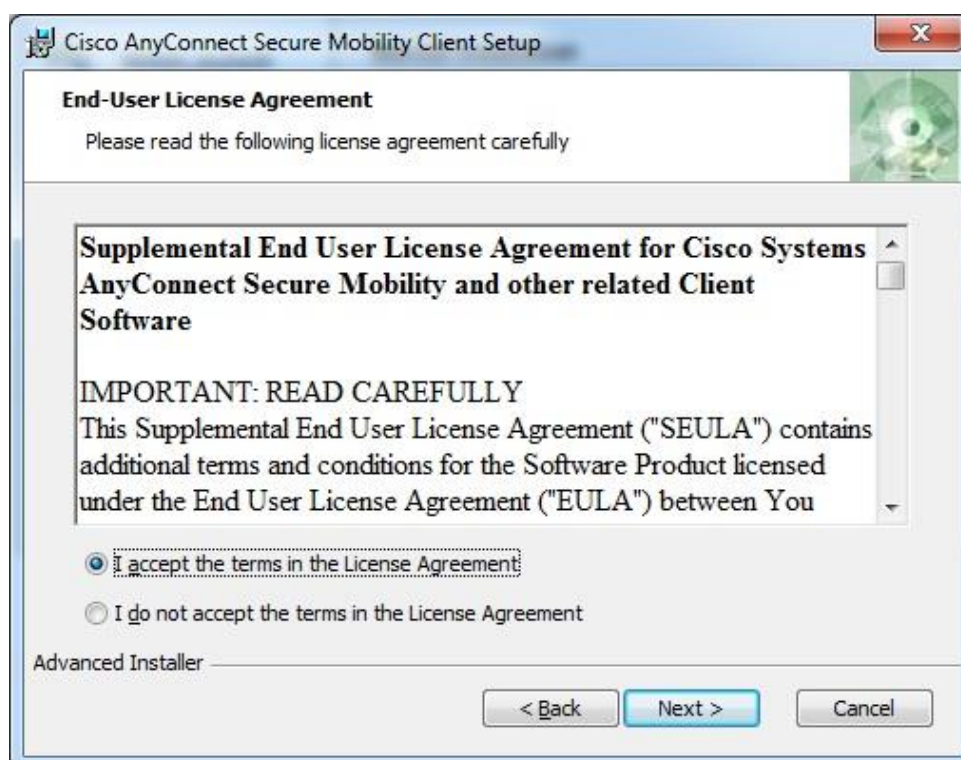 Cisco AnyConnect Secure Mobility Client Setup
End-User License Agreement
Please read the following license agreement carefully
Supplemental End User License Agreement for Cisco Systems
AnyConnect Secure Mobility and other related Client
Software
IMPORTANT: READ CAREFULLY
This Supplemental End User License Agreement ("SEULA") contains
additional terms and conditions for the Software Product licensed
under the End User License Agreement ("EULA") between You
I accept the terms in the License Agreement
I do not accept the terms in the License Agreement
Advanced Installer
< Back Next > Cancel